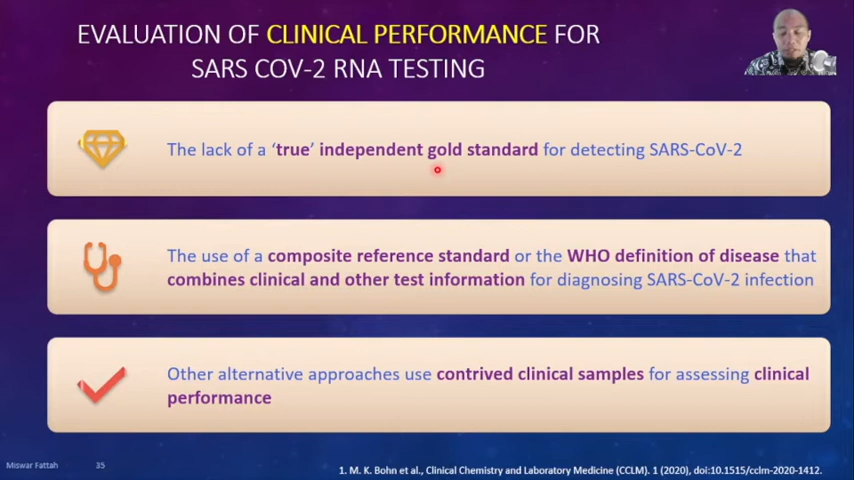 EVALUATION OF CLINICAL PERFORMANCE FOR
SARS COV-2 RNA TESTING
The lack of a ‘true’ independent gold standard for detecting SARS-CoV-2
The use of a composite reference standard or the WHO definition of disease that
combines clinical and other test information for diagnosing SARS-CoV-2 infection
Other alternative approaches use contrived clinical samples for assessing clinical
performance
Miswar Fattah 35
1. M. K. Bohn et al., Clinical Chemistry and Laboratory Medicine (CCLM). 1 (2020), doi:10.1515/cclm-2020-1412.